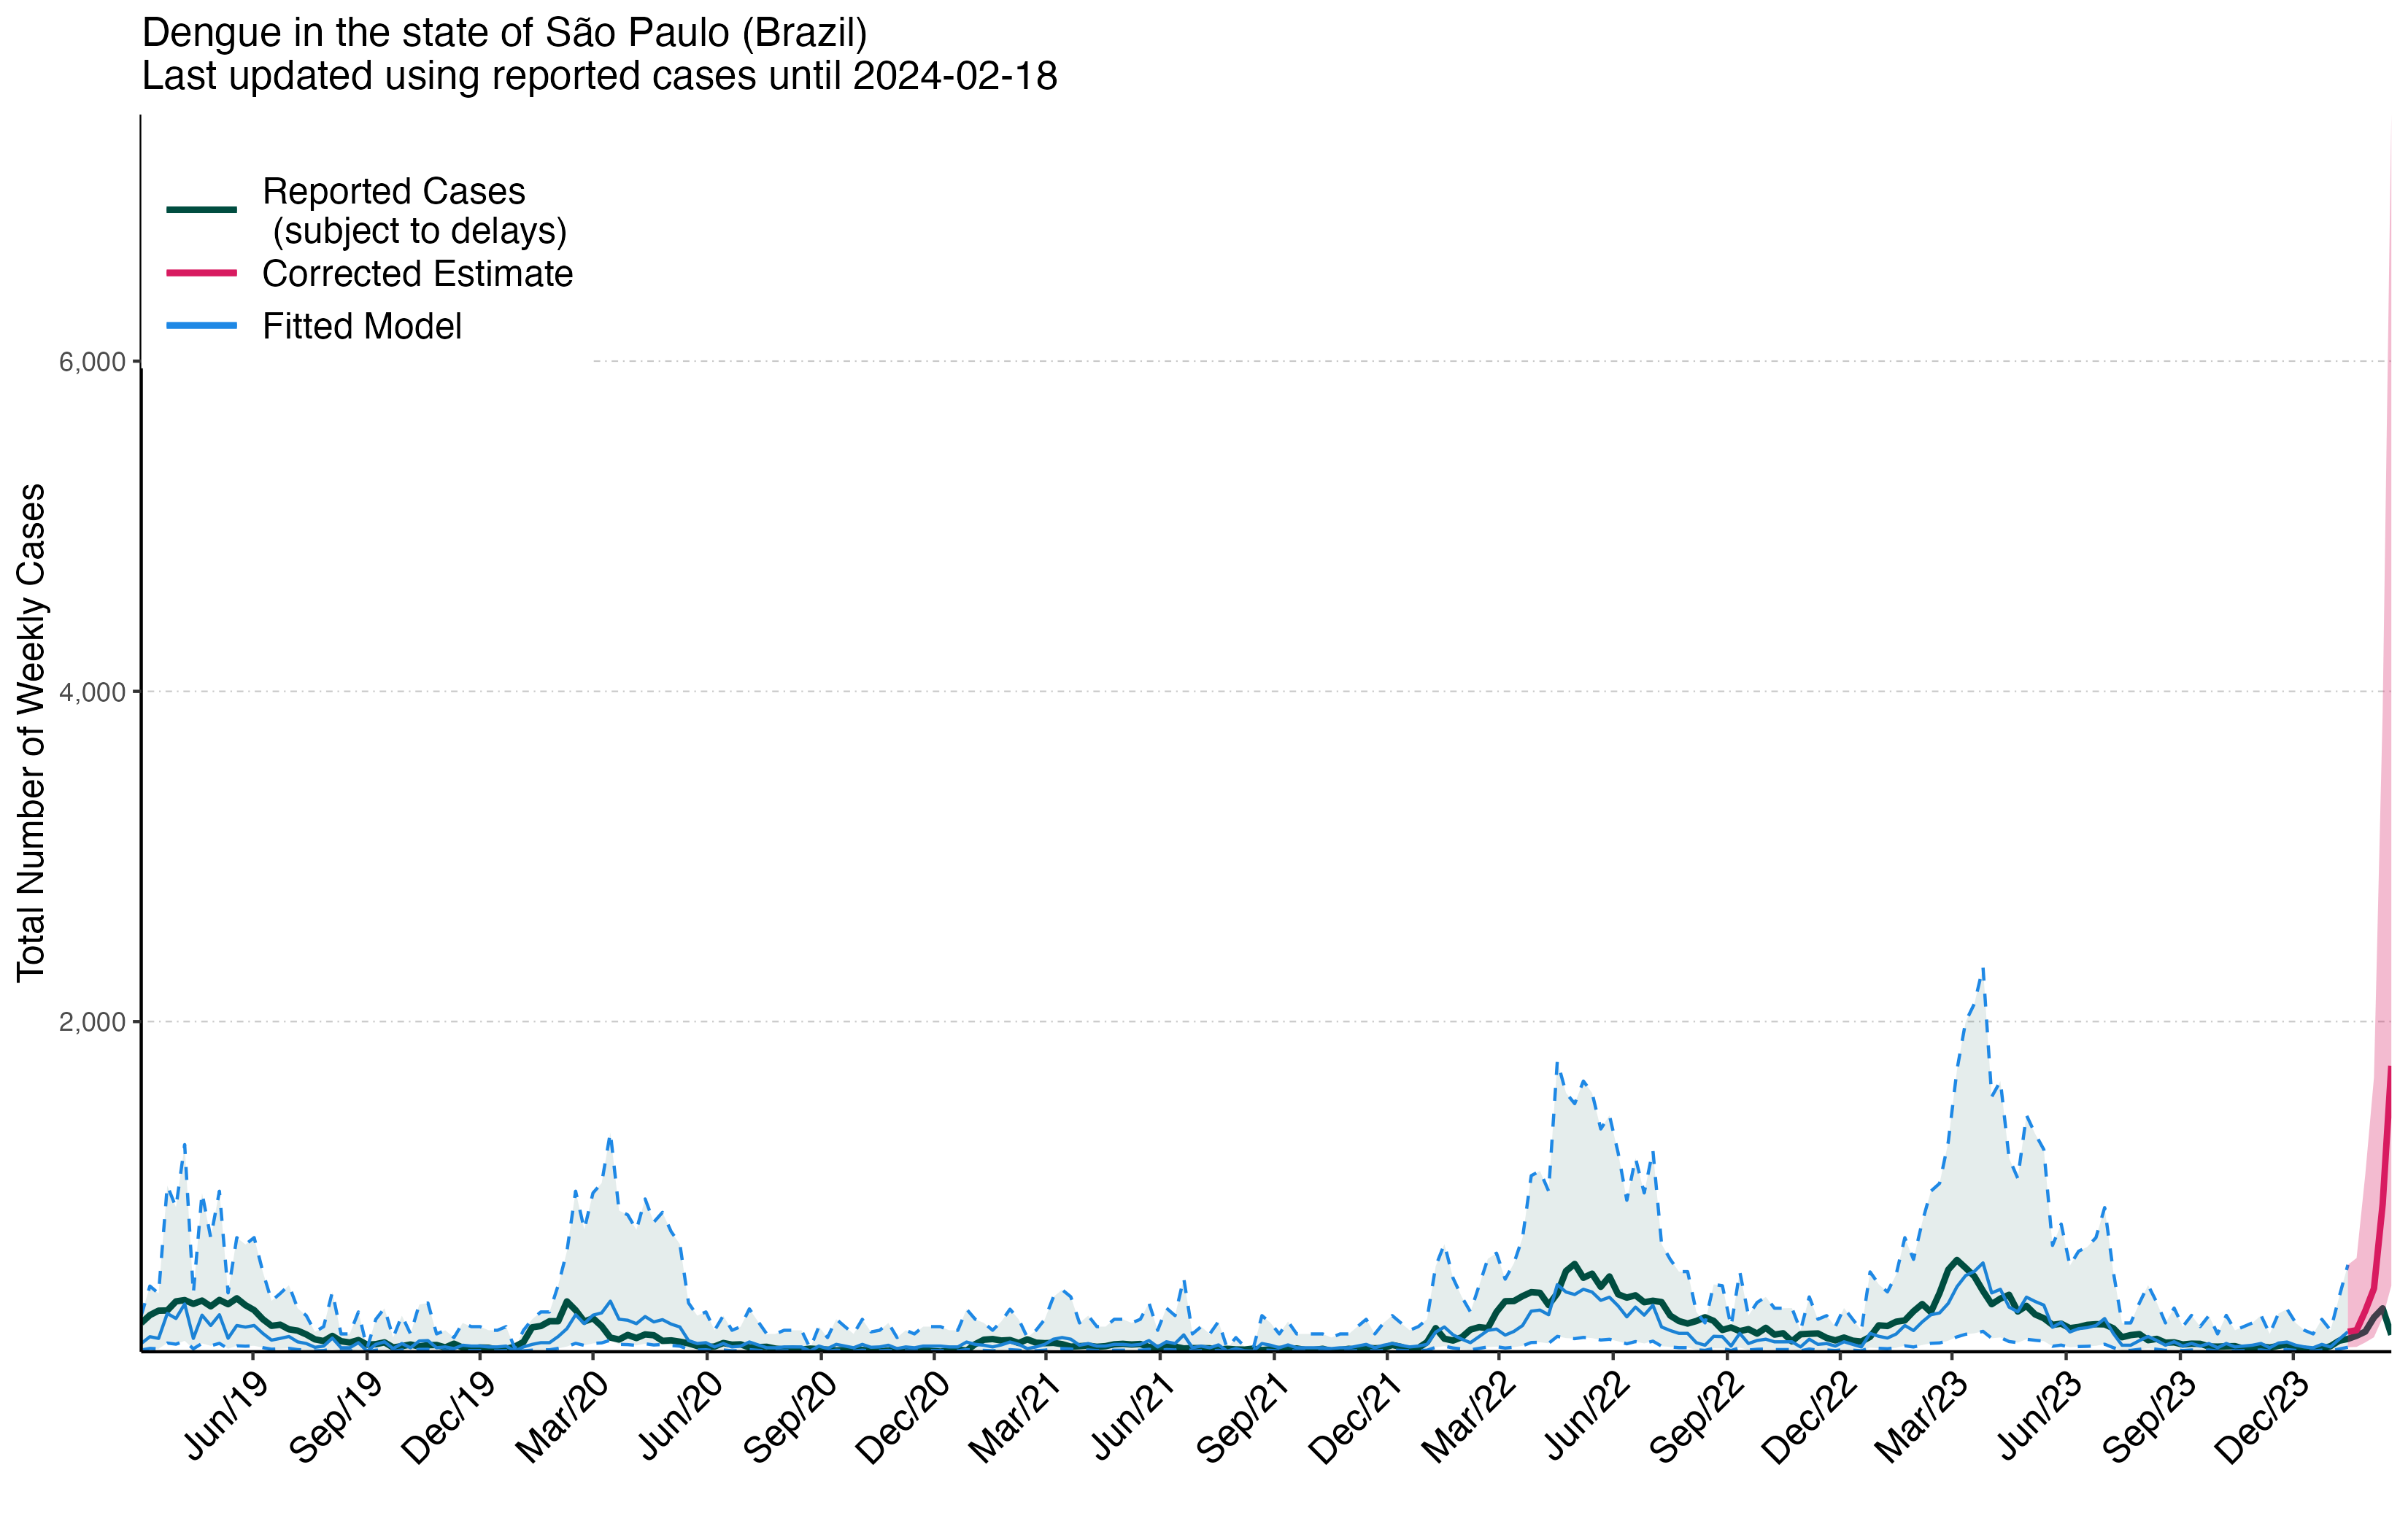 Dengue in the state of São Paulo (Brazil)
Last updated using reported cases until 2024-02-18
Reported Cases
(subject to delays)
Corrected Estimate
Fitted Model
Total Number of Weekly Cases
6,000
4,000
2,000
Jun/19
Sep/19
Dec/19
Mar/20
Jun/20
Sep/20
Dec/20
Mar/21
Jun/21
Sep/21
Dec/21
Mar/22
Jun/22
Sep/22
Dec/22
Mar/23
Jun/23
Sep/23
Dec/23